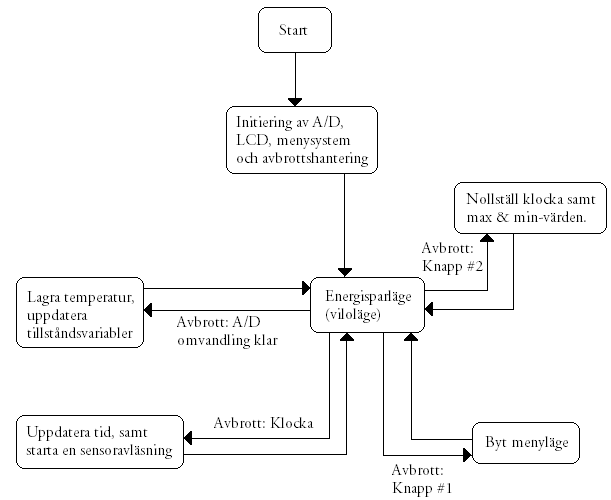 Start
Initiering av A/D,
LCD, menysystem
och avbrottshantering
Nollställ klocka samt
max & min-värden.
Avbrott:
Knapp #2
Lagra temperatur,
uppdatera
tillståndsvariabler
Energisparläge
(viloläge)
Avbrott: A/D
omvandling klar
Uppdatera tid, samt
starta en sensoravläsning
Avbrott: Klocka
Byt menyläge
Avbrott:
Knapp #1